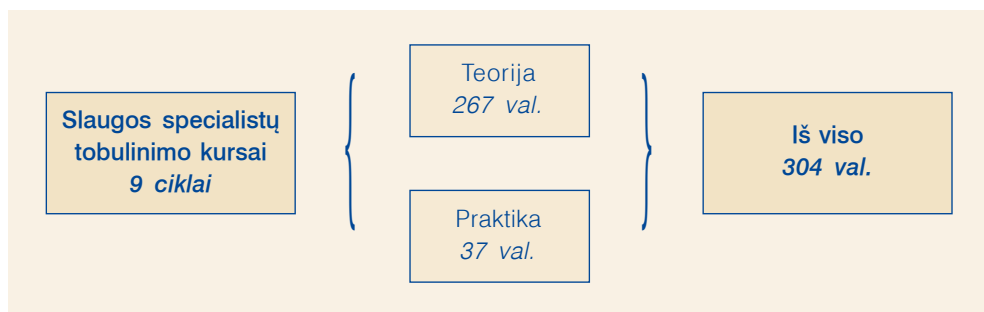 Slaugos specialistų
tobulinimo kursai
9 ciklai
Teorija
267 val.
Praktika
37 val.
Iš viso
304 val.